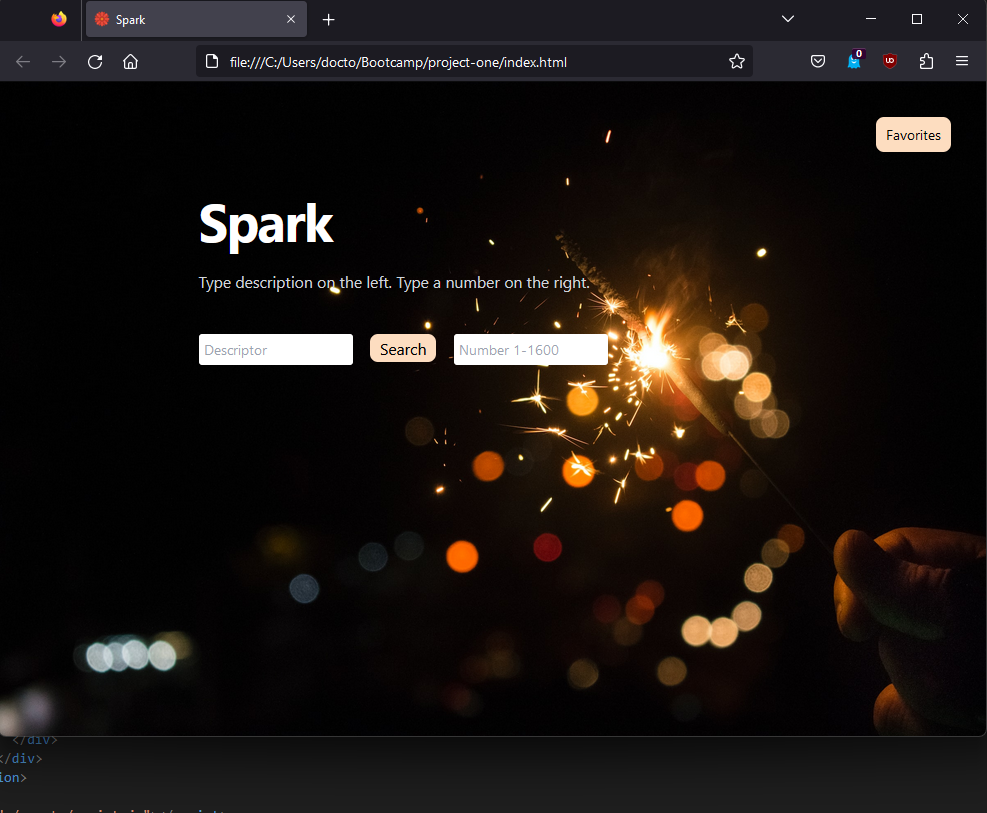 Spark
file:///C:/Users/docto/Bootcamp/project-one/index.html
0
UD
Favorites
Spark
Type description on the left. Type a number on the right.
Descriptor
Search
Number 1-1600
</div>
</div>
ion>